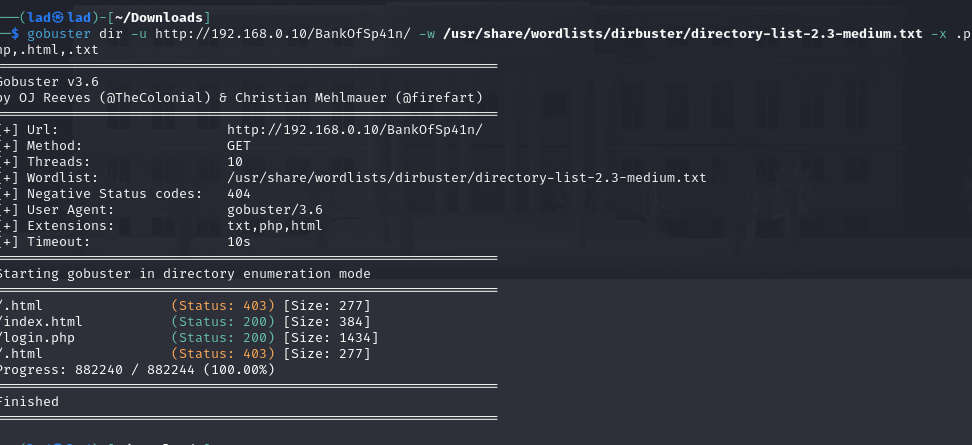 ──(lad㉿lad)-[~/Downloads]
─$ gobuster dir -u http://192.168.0.10/BankOfSp41n/ -w /usr/share/wordlists/dirbuster/directory-list-2.3-medium.txt -x .p
hp,.html,.txt
===============================================================
Gobuster v3.6
by OJ Reeves (@TheColonial) & Christian Mehlmauer (@firefart)
===============================================================
[+] Url:                     http://192.168.0.10/BankOfSp41n/
[+] Method:                  GET
[+] Threads:                 10
[+] Wordlist:                /usr/share/wordlists/dirbuster/directory-list-2.3-medium.txt
[+] Negative Status codes:   404
[+] User Agent:              gobuster/3.6
[+] Extensions:              txt,php,html
[+] Timeout:                 10s
===============================================================
Starting gobuster in directory enumeration mode
===============================================================
/.html                (Status: 403) [Size: 277]
/index.html           (Status: 200) [Size: 384]
/login.php            (Status: 200) [Size: 1434]
/.html                (Status: 403) [Size: 277]
Progress: 882240 / 882244 (100.00%)
===============================================================
Finished
===============================================================